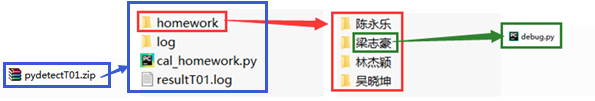 pydetectT01.zip
homework
log
cal_homework.py
resultT01.log
陈永乐
梁志豪
林杰颖
吴晓坤
debug.py